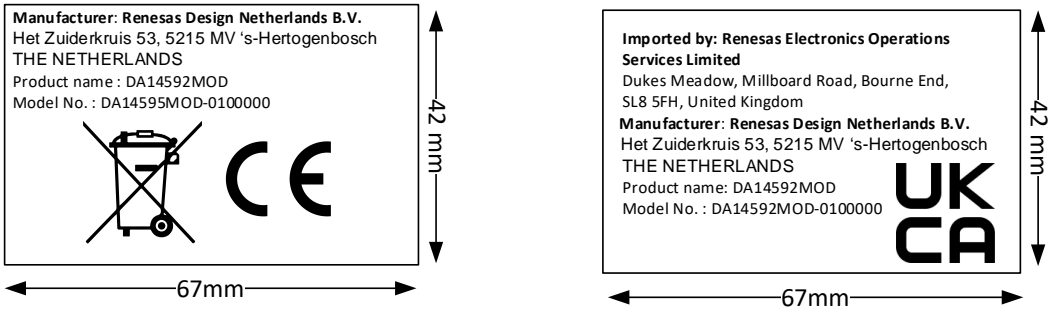 Manufacturer: Renesas Design Netherlands B.V.
Het Zuiderkruis 53, 5215 MV ‘s-Hertogenbosch
THE NETHERLANDS
Product name : DA14592MOD
Model No. : DA14595MOD-0100000
CE
42 mm
67mm
Imported by: Renesas Electronics Operations
Services Limited
Dukes Meadow, Millboard Road, Bourne End,
SL8 5FH, United Kingdom
Manufacturer: Renesas Design Netherlands B.V.
Het Zuiderkruis 53, 5215 MV ‘s-Hertogenbosch
THE NETHERLANDS
Product name: DA14592MOD
Model No. : DA14592MOD-0100000
UK
CA
42 mm
67mm